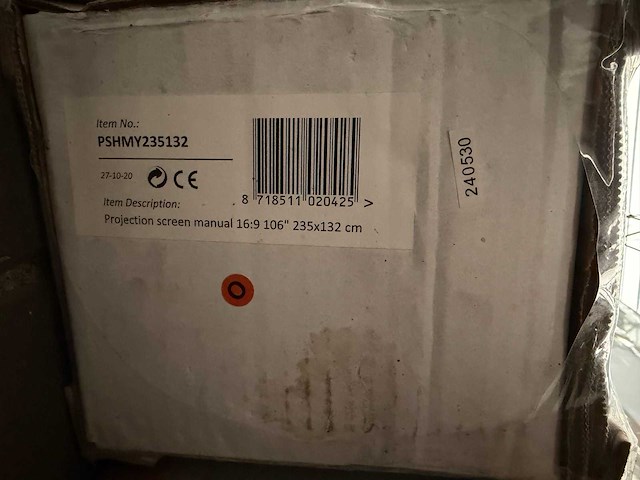 Item No.:
PSHMY235132
27-10-20 CE
8 718511 020425 >
Item Description:
Projection screen manual 16:9 106" 235x132 cm
240530
O